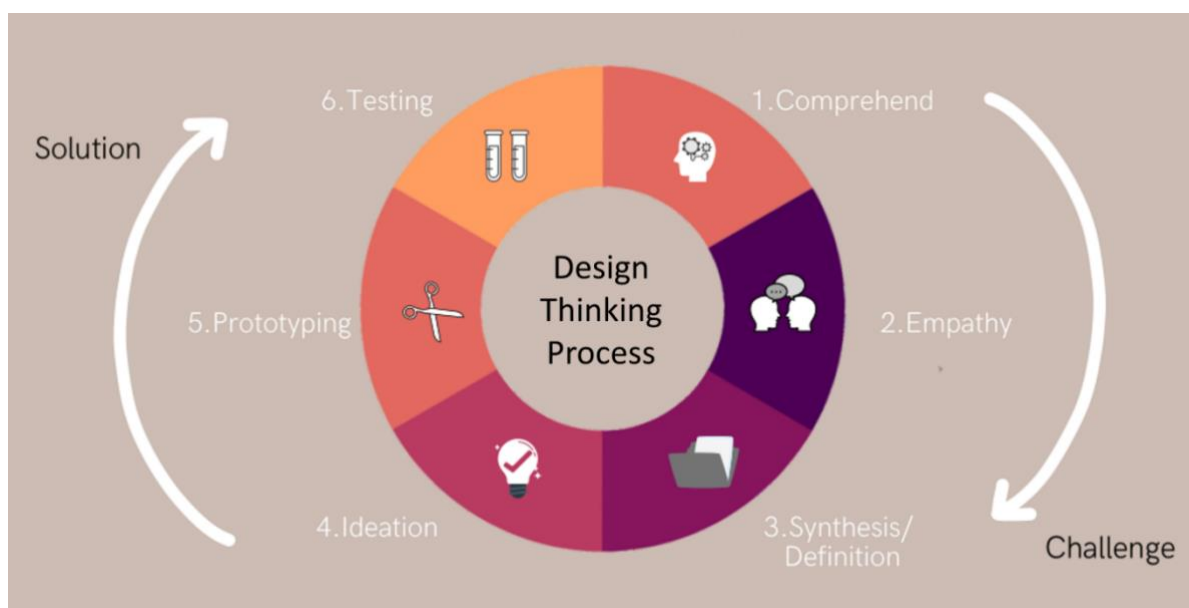 6.Testing
1.Comprehend
Solution
Design
Thinking
Process
5.Prototyping
2.Empathy
4.Ideation
3.Synthesis/
Definition
Challenge